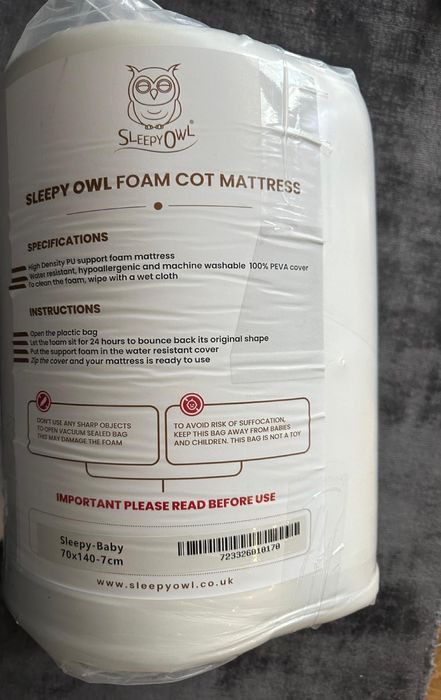 SLEEPY OWL®
SLEEPY OWL FOAM COT MATTRESS
SPECIFICATIONS
High Density PU support foam mattress
Water resistant, hypoallergenic and machine washable 100% PEVA cover
To clean the foam, wipe with a wet cloth
INSTRUCTIONS
Open the plactic bag
Let the foam sit for 24 hours to bounce back its original shape
Put the support foam in the water resistant cover
Zip the cover and your mattress is ready to use
DON'T USE ANY SHARP OBJECTS
TO OPEN VACUUM SEALED BAG
THIS MAY DAMAGE THE FOAM
TO AVOID RISK OF SUFFOCATION,
KEEP THIS BAG AWAY FROM BABIES
AND CHILDREN. THIS BAG IS NOT A TOY
IMPORTANT PLEASE READ BEFORE USE
Sleepy-Baby
70x140-7cm
723326010170
www.sleepyowl.co.uk